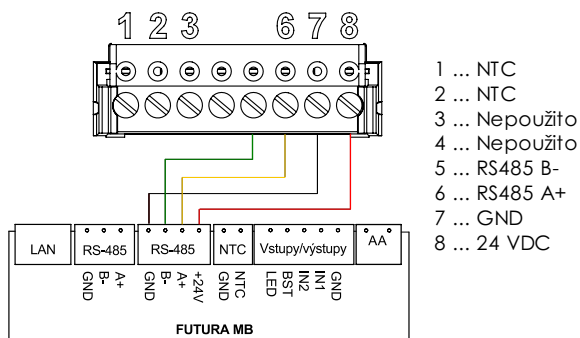 1 2 3 6 7 8
1 ... NTC
2 ... NTC
3 ... Nepoužito
4 ... Nepoužito
5 ... RS485 B-
6 ... RS485 A+
7 ... GND
8 ... 24 VDC
LAN RS-485 RS-485 NTC Vstupy/výstupy AA
GND B- A+ GND B- A+ +24V GND NTC LED BST IN2 IN1 GND
FUTURA MB